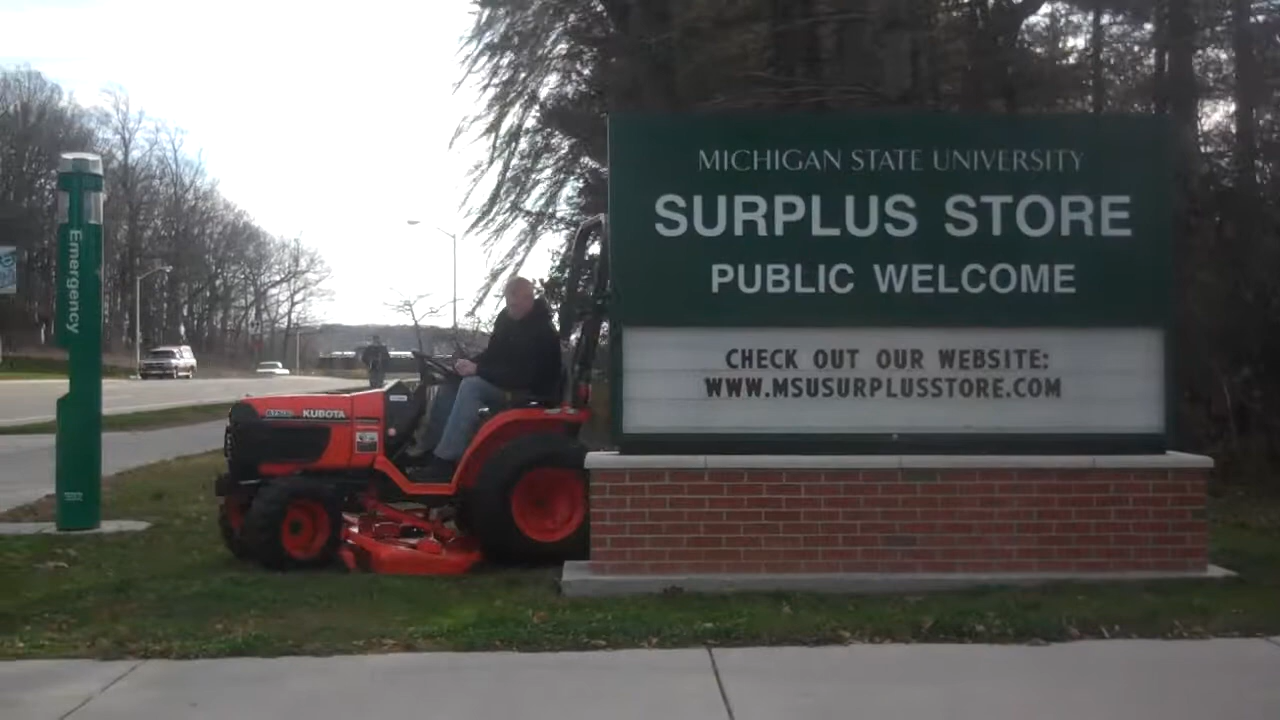 Emergency
MICHIGAN STATE UNIVERSITY
SURPLUS STORE
PUBLIC WELCOME
CHECK OUT OUR WEBSITE:
WWW.MSUSURPLUSSTORE.COM
KUBOTA